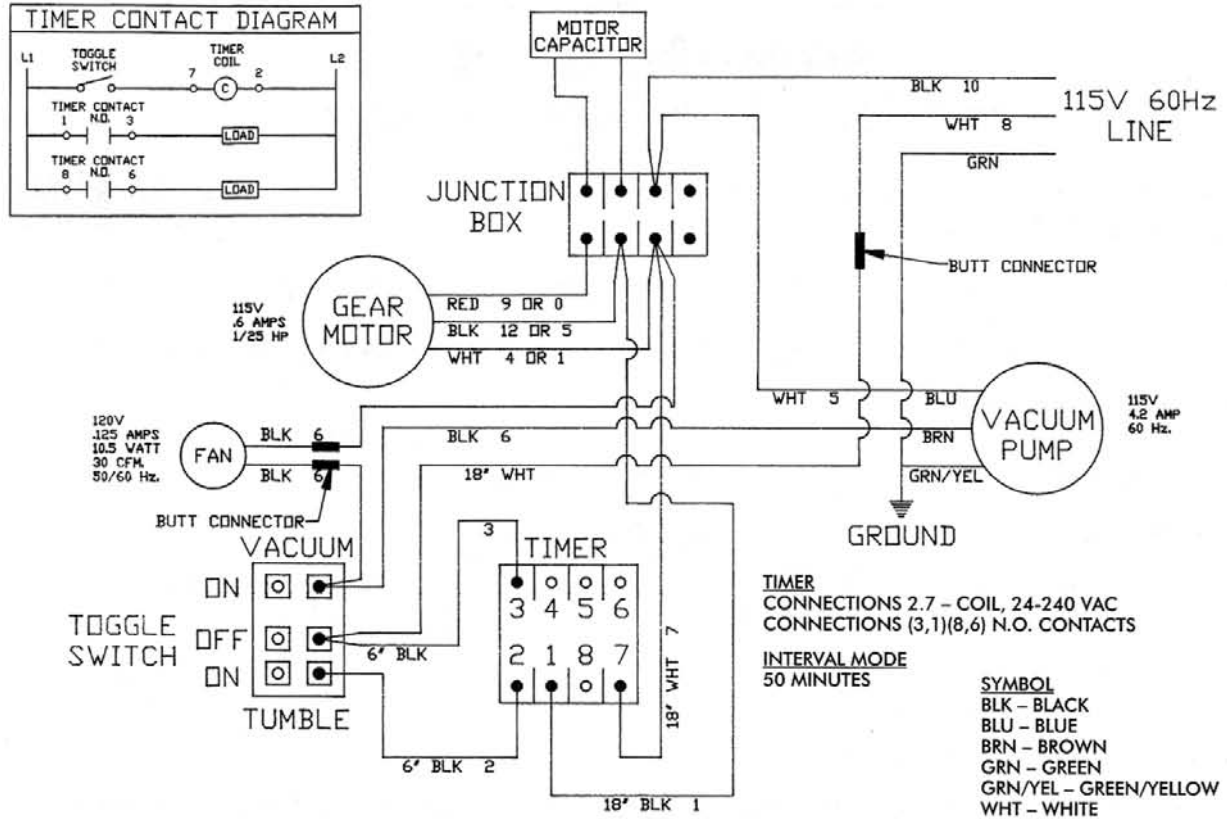 TIMER CONTACT DIAGRAM
L1
TOGGLE
SWITCH
7
TIMER
COIL
C
2
L2
TIMER CONTACT
1 N.O. 3
LOAD
TIMER CONTACT
8 N.O. 6
LOAD
MOTOR
CAPACITOR
BLK 10
WHT 8
GRN
115V 60Hz
LINE
JUNCTION
BOX
BUTT CONNECTOR
115V
.6 AMPS
1/25 HP
GEAR
MOTOR
RED 9 OR 0
BLK 12 OR 5
WHT 4 OR 1
WHT 5
BLU
BRN
GRN/YEL
VACUUM
PUMP
115V
4.2 AMP
60 Hz.
GROUND
120V
.125 AMPS
10.5 WATT
30 CFM.
50/60 Hz.
FAN
BLK 6
BLK 6
BLK 6
18" WHT
BUTT CONNECTOR
VACUUM
ON
OFF
ON
TOGGLE
SWITCH
TUMBLE
3
6" BLK
6" BLK 2
TIMER
3 4 5 6
2 1 8 7
18" WHT 7
18" BLK 1
TIMER
CONNECTIONS 2.7 – COIL, 24-240 VAC
CONNECTIONS (3,1)(8,6) N.O. CONTACTS
INTERVAL MODE
50 MINUTES
SYMBOL
BLK – BLACK
BLU – BLUE
BRN – BROWN
GRN – GREEN
GRN/YEL – GREEN/YELLOW
WHT – WHITE